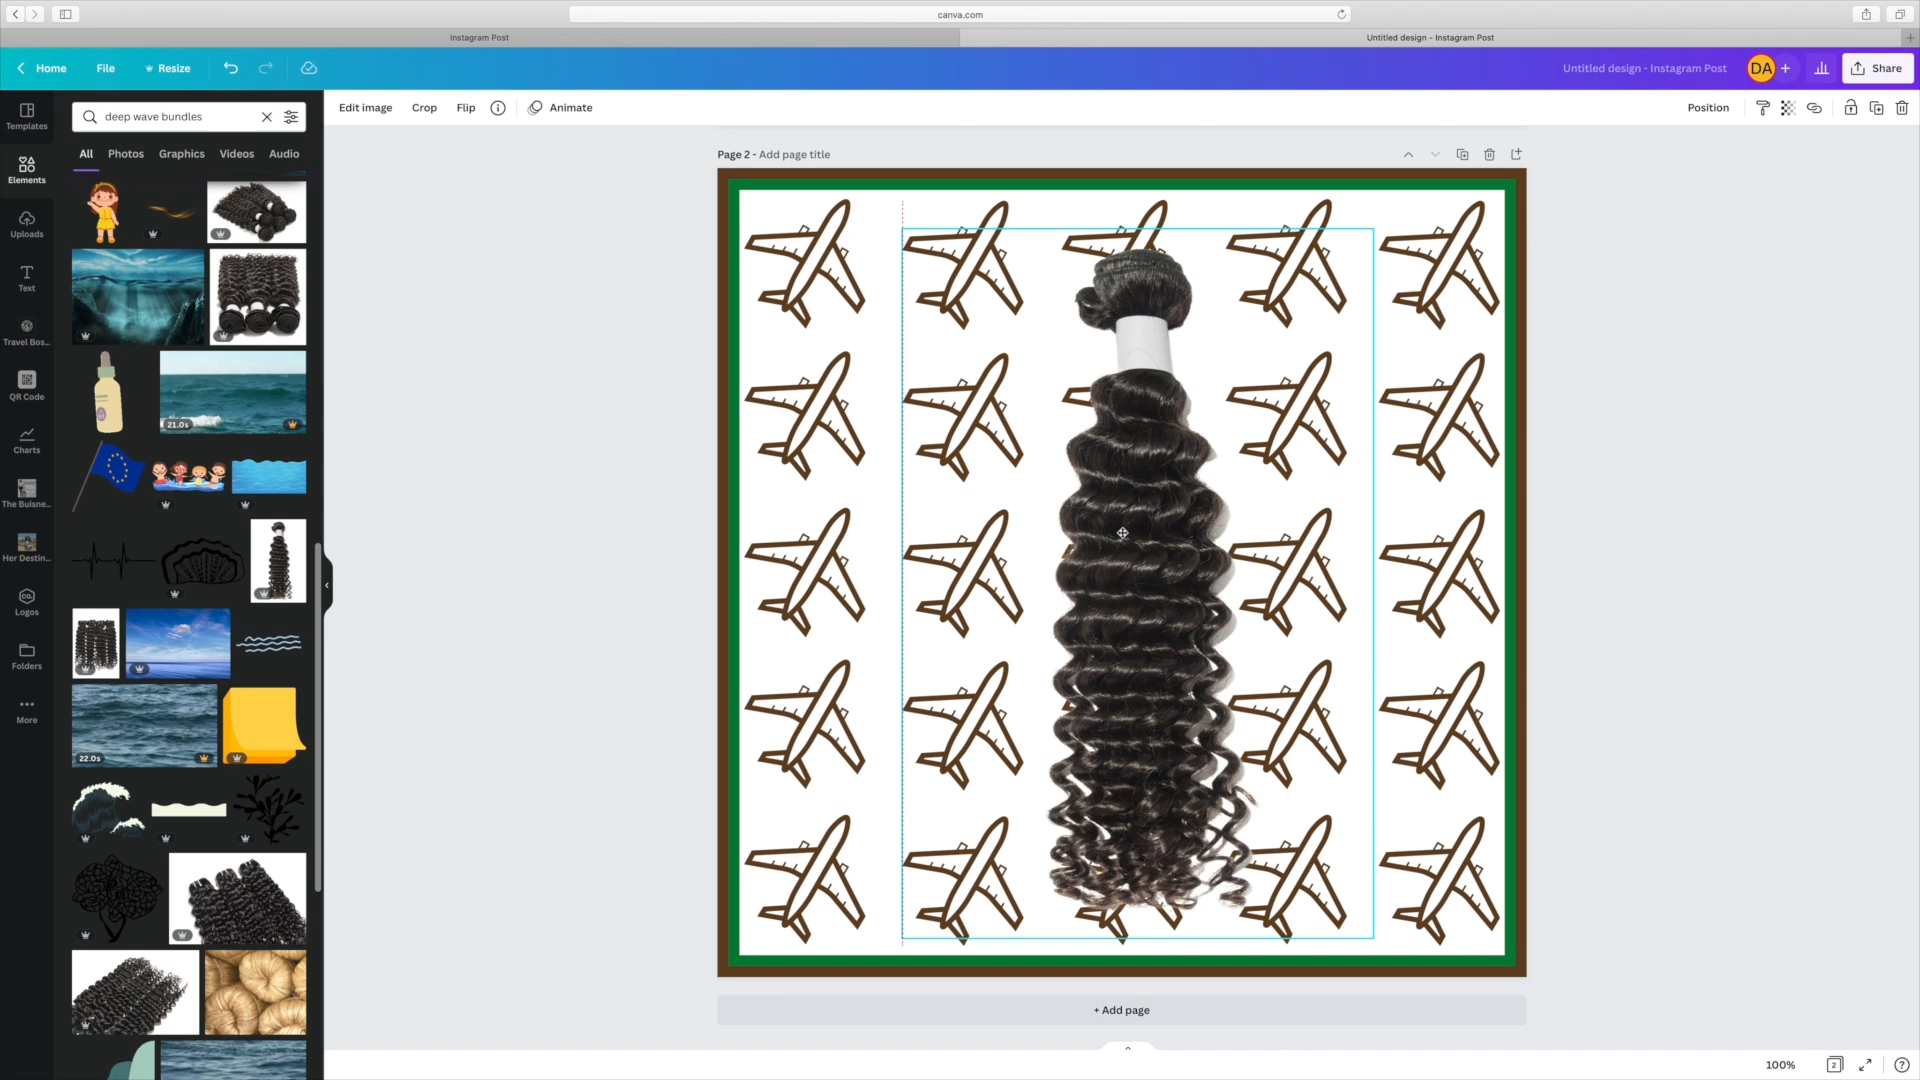 canva.com
Instagram Post
Untitled design - Instagram Post
Home
File
Resize
Untitled design - Instagram Post
DA
Share
Templates
Elements
Uploads
Text
Travel Bos...
QR Code
Charts
The Buisne...
Her Destin...
Logos
Folders
More
deep wave bundles
All
Photos
Graphics
Videos
Audio
21.0s
22.0s
Edit image
Crop
Flip
Animate
Position
Page 2 - Add page title
+ Add page
100%
2